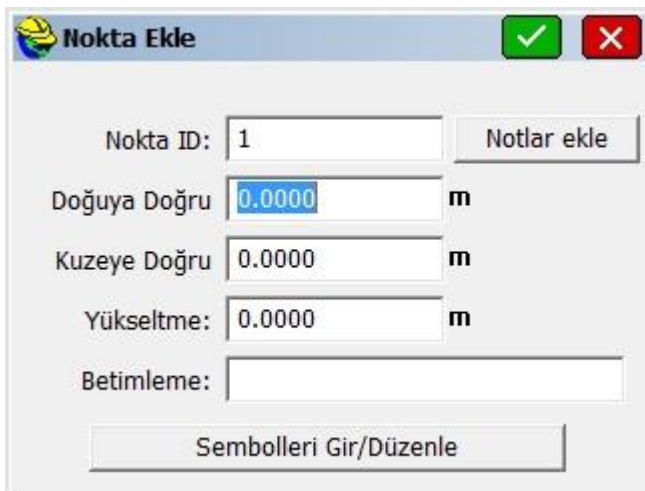 Nokta Ekle
Nokta ID: 1 Notlar ekle
Doğuya Doğru 0.0000 m
Kuzeye Doğru 0.0000 m
Yükseltme: 0.0000 m
Betimleme:
Sembolleri Gir/Düzenle